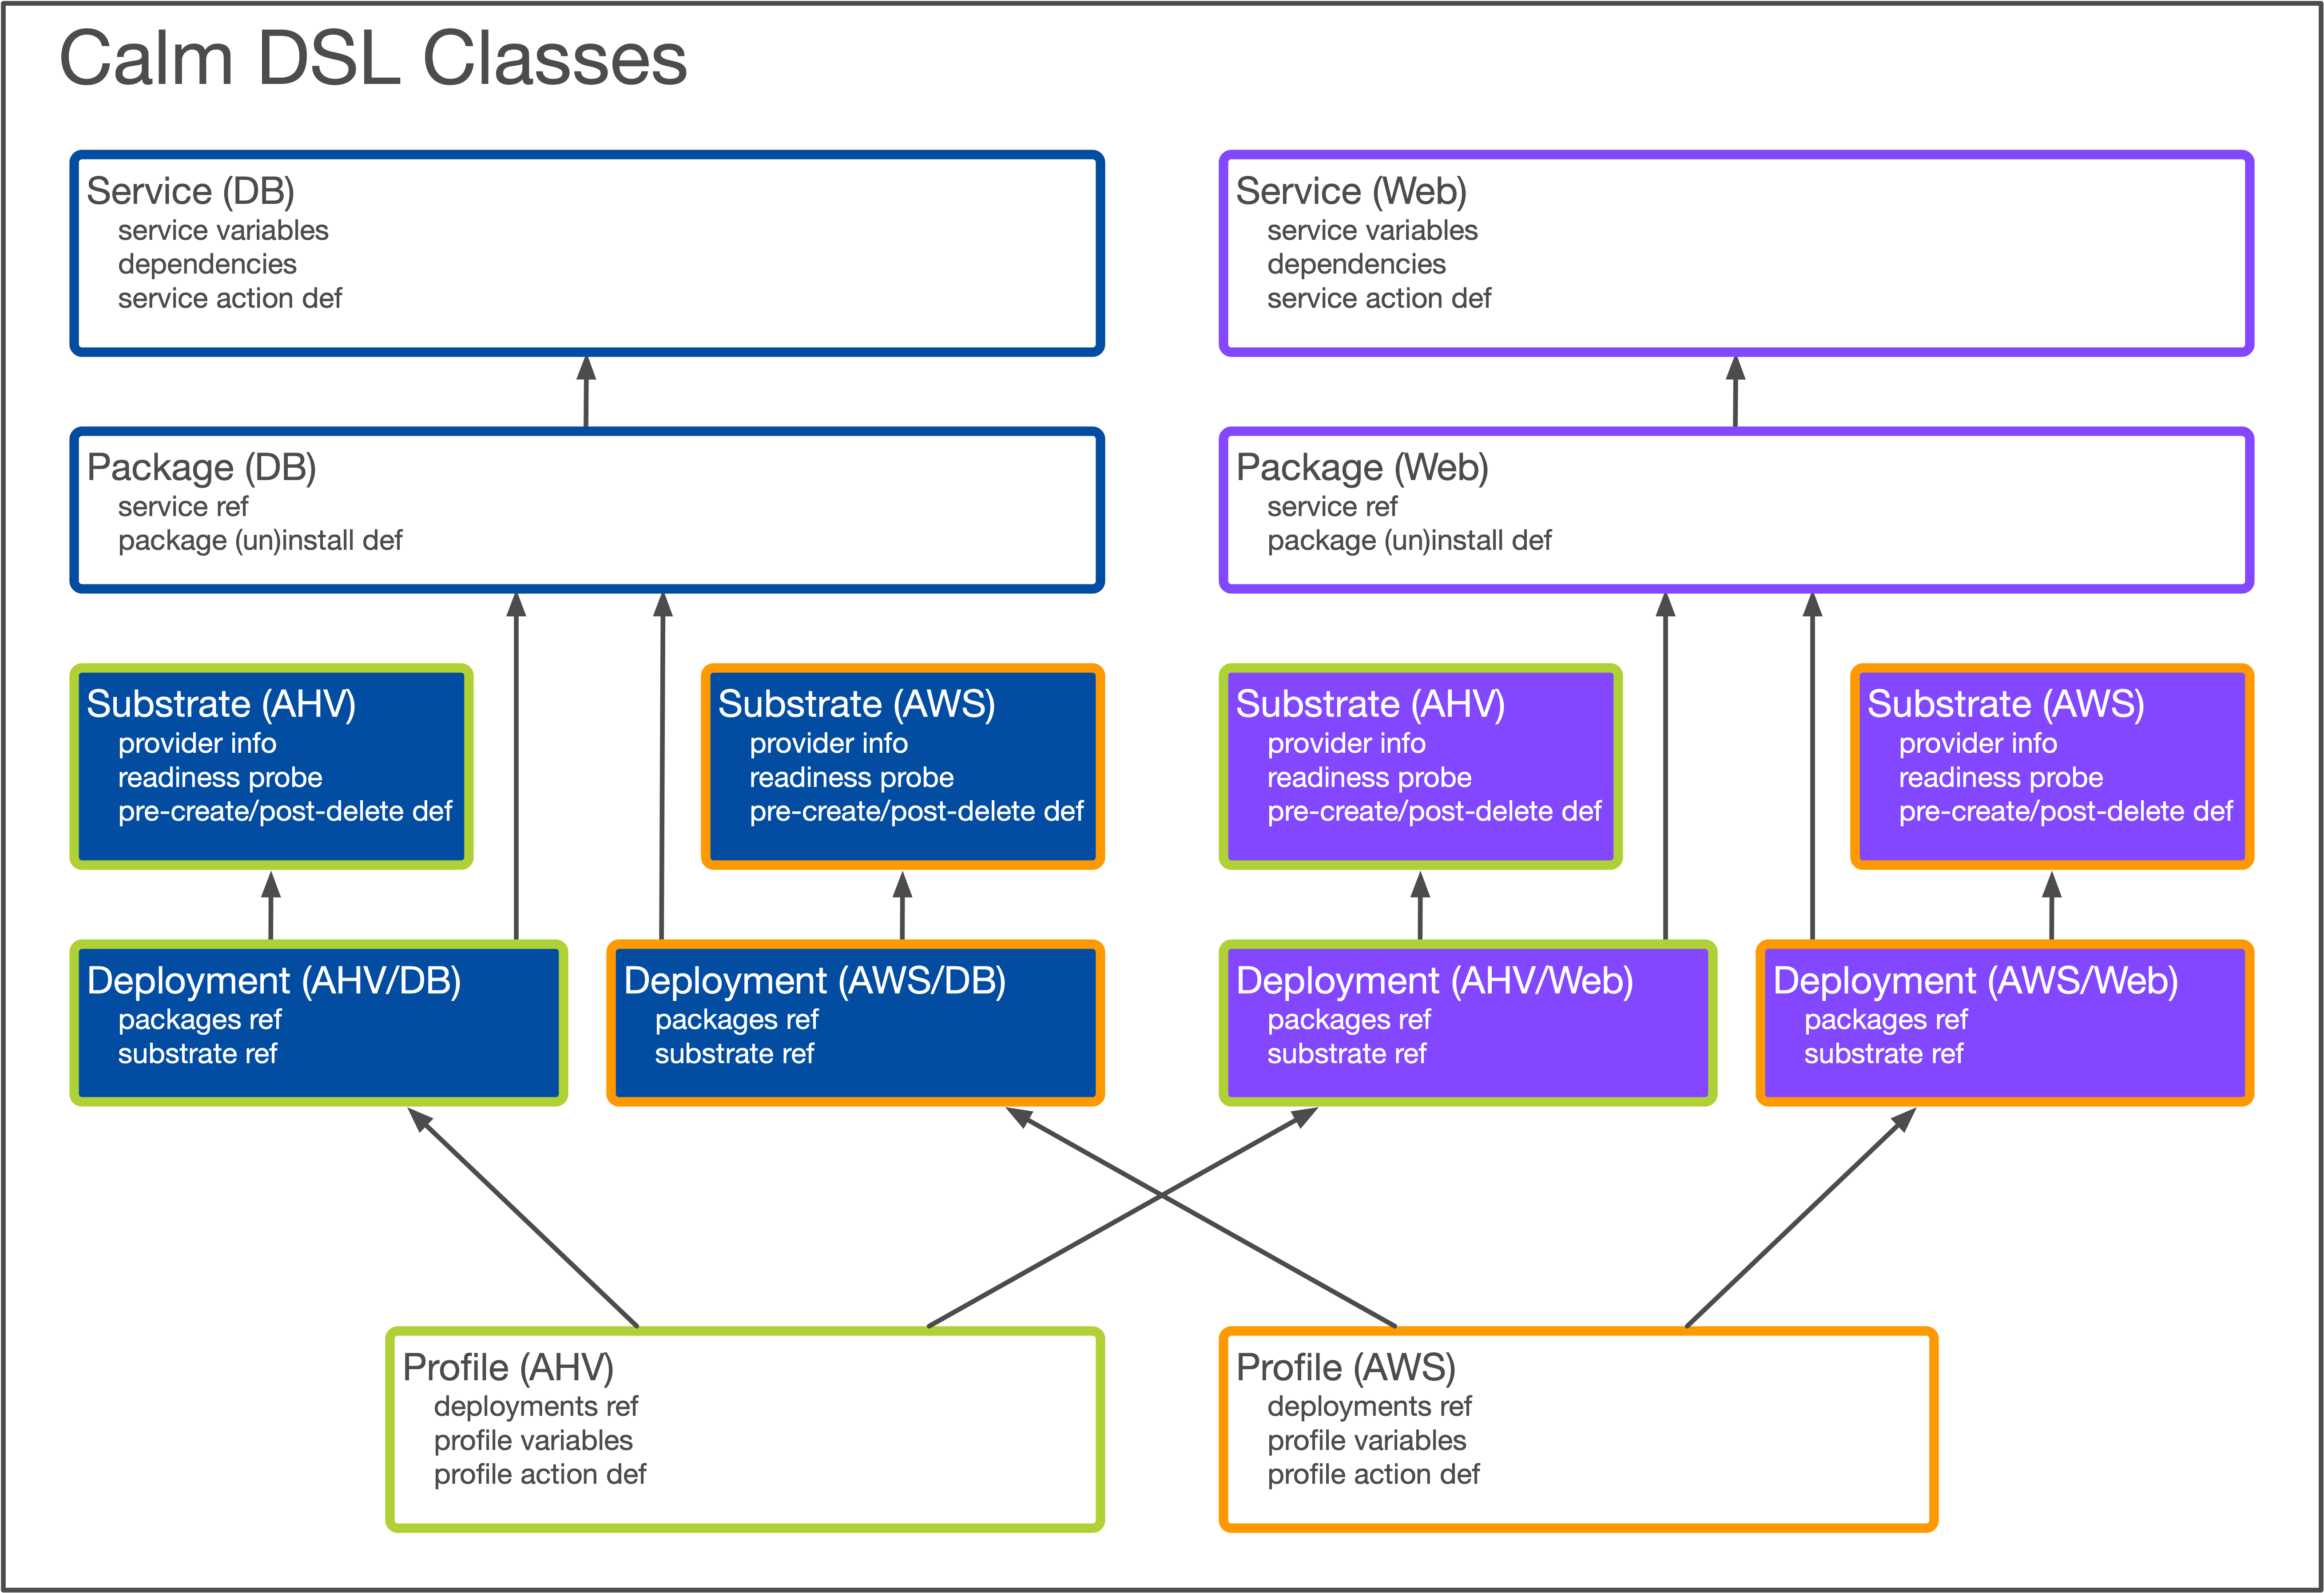 Calm DSL Classes
Service (DB)
service variables
dependencies
service action def
Service (Web)
service variables
dependencies
service action def
Package (DB)
service ref
package (un)install def
Package (Web)
service ref
package (un)install def
Substrate (AHV)
provider info
readiness probe
pre-create/post-delete def
Substrate (AWS)
provider info
readiness probe
pre-create/post-delete def
Substrate (AHV)
provider info
readiness probe
pre-create/post-delete def
Substrate (AWS)
provider info
readiness probe
pre-create/post-delete def
Deployment (AHV/DB)
packages ref
substrate ref
Deployment (AWS/DB)
packages ref
substrate ref
Deployment (AHV/Web)
packages ref
substrate ref
Deployment (AWS/Web)
packages ref
substrate ref
Profile (AHV)
deployments ref
profile variables
profile action def
Profile (AWS)
deployments ref
profile variables
profile action def